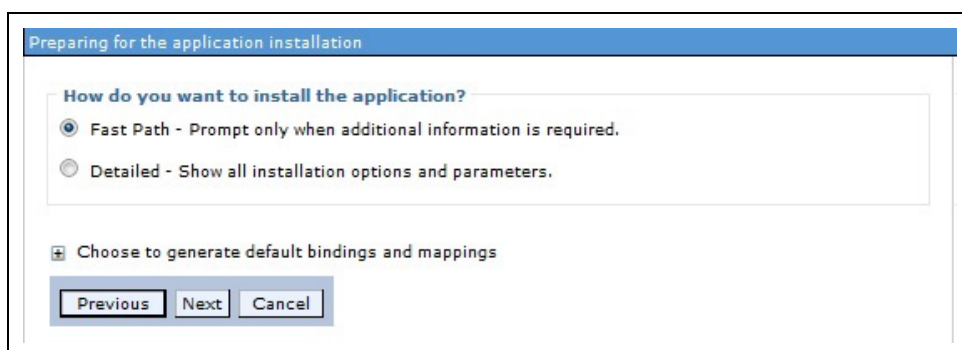 Preparing for the application installation
How do you want to install the application?
Fast Path - Prompt only when additional information is required.
Detailed - Show all installation options and parameters.
Choose to generate default bindings and mappings
Previous Next Cancel